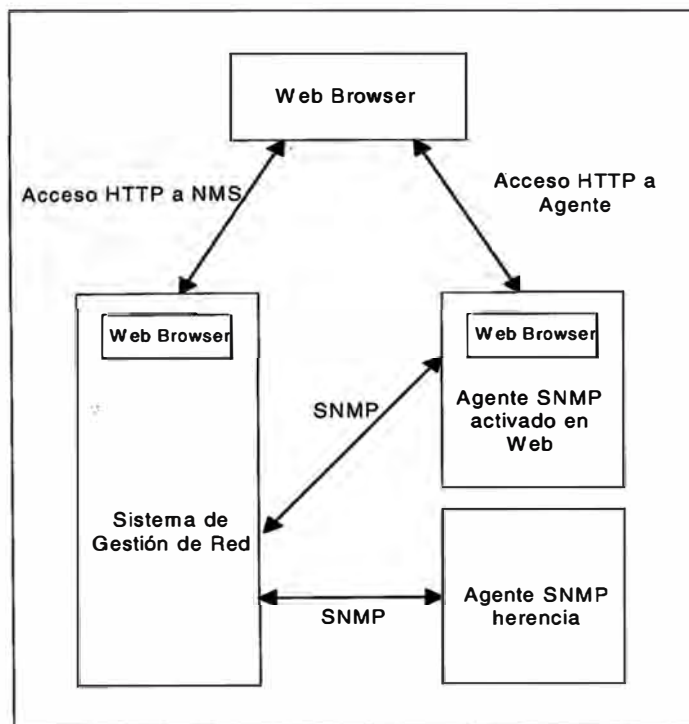 Web Browser
Acceso HTTP a NMS
Acceso HTTP a
Agente
Web Browser
Web Browser
SNMP
Agente SNMP
activado en
Web
Sistema de
Gestión de Red
SNMP
Agente SNMP
herencia